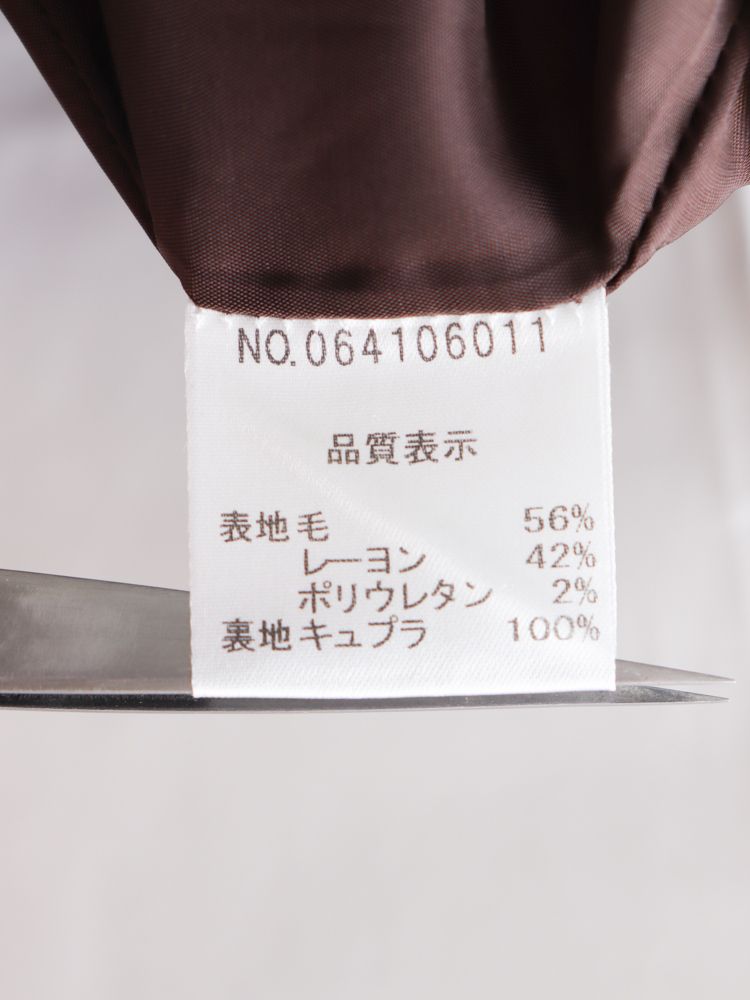 NO.064106011
品質表示
表地毛 56%
レーヨン 42%
ポリウレタン 2%
裏地キュプラ 100%